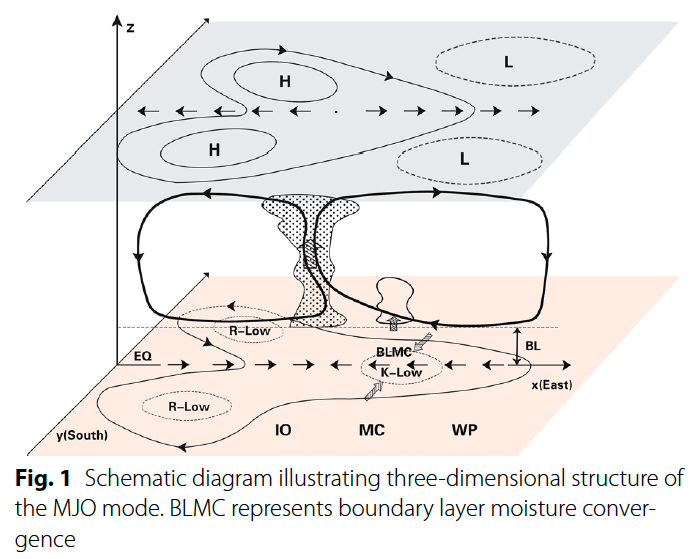 z
L
H
H
L
R-Low
BL
EQ
BLMC
K-Low
x(East)
R-Low
y(South)
IO MC WP
Fig. 1 Schematic diagram illustrating three-dimensional structure of
the MJO mode. BLMC represents boundary layer moisture conver-
gence